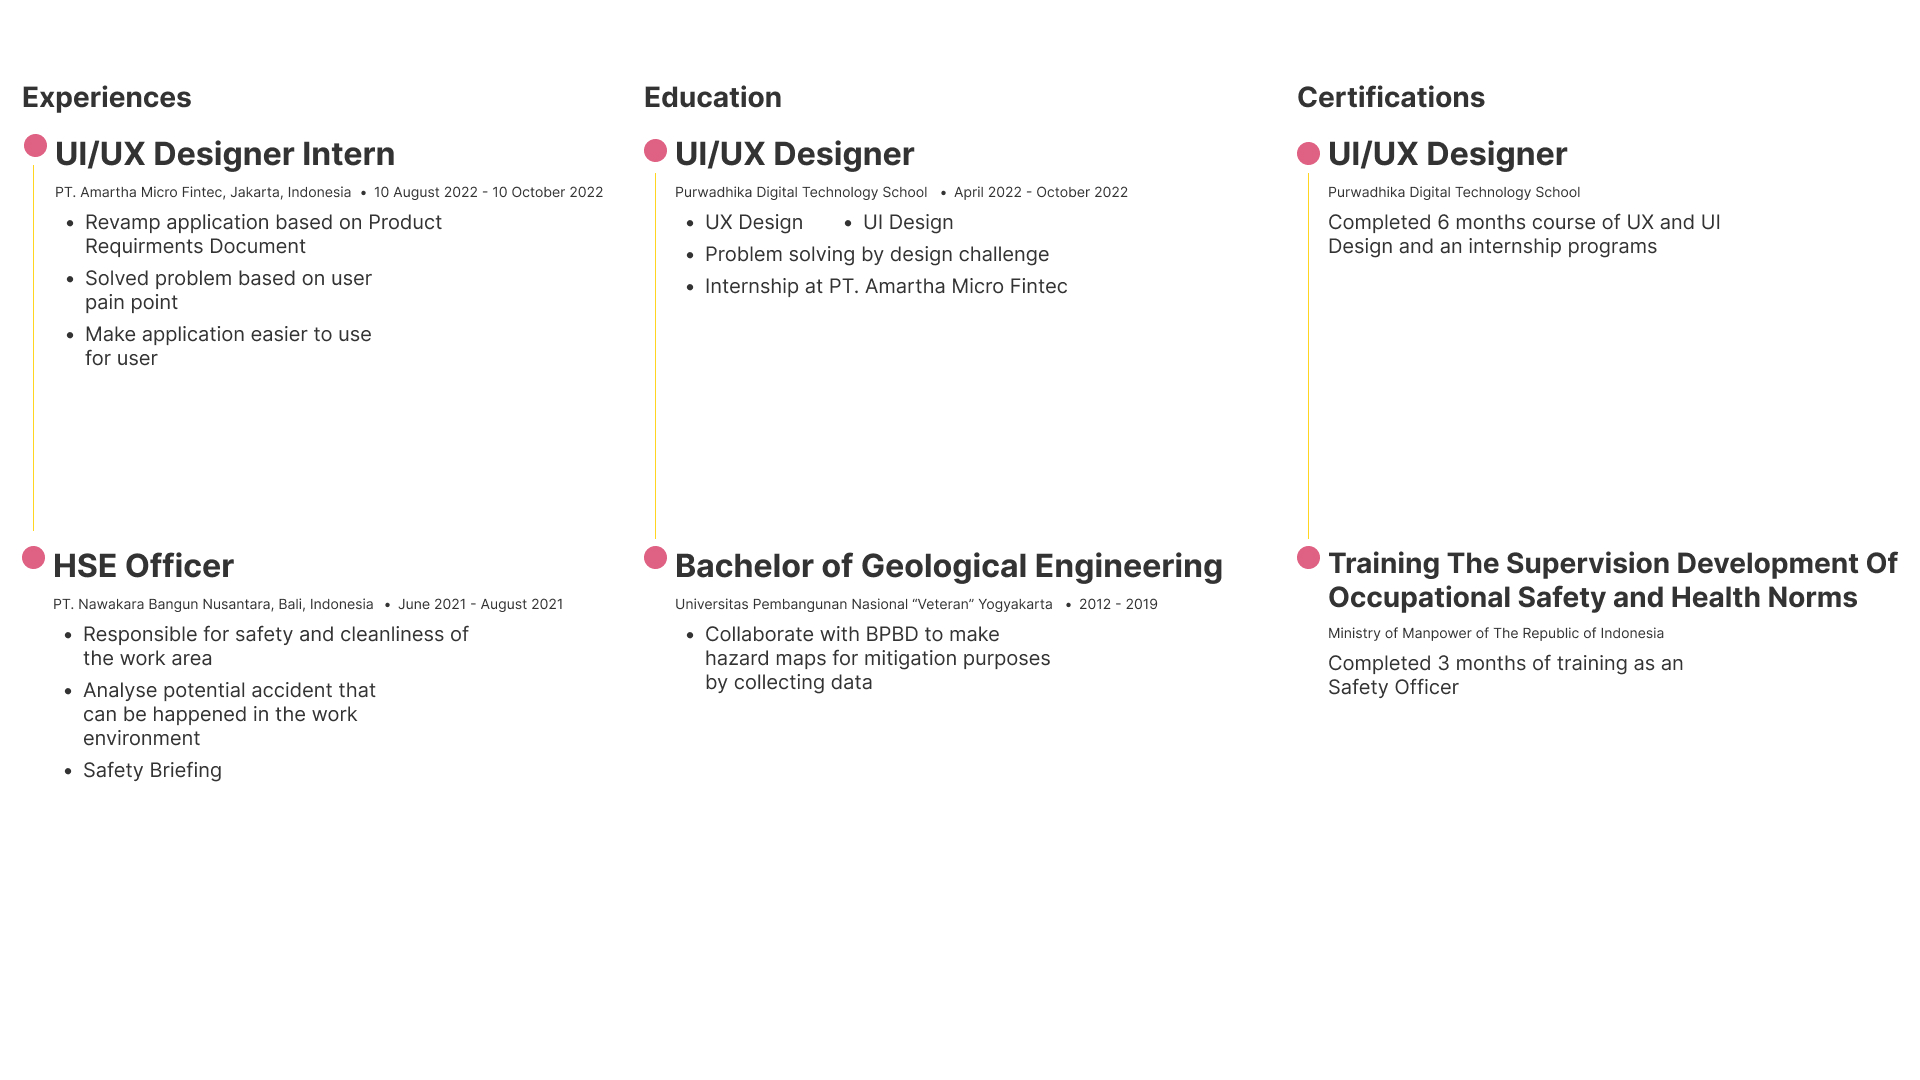 Experiences
UI/UX Designer Intern
PT. Amartha Micro Fintec, Jakarta, Indonesia • 10 August 2022 - 10 October 2022
• Revamp application based on Product
Requirments Document
• Solved problem based on user
pain point
• Make application easier to use
for user
HSE Officer
PT. Nawakara Bangun Nusantara, Bali, Indonesia • June 2021 - August 2021
• Responsible for safety and cleanliness of
the work area
• Analyse potential accident that
can be happened in the work
environment
• Safety Briefing
Education
UI/UX Designer
Purwadhika Digital Technology School • April 2022 - October 2022
• UX Design • UI Design
• Problem solving by design challenge
• Internship at PT. Amartha Micro Fintec
Bachelor of Geological Engineering
Universitas Pembangunan Nasional “Veteran” Yogyakarta • 2012 - 2019
• Collaborate with BPBD to make
hazard maps for mitigation purposes
by collecting data
Certifications
UI/UX Designer
Purwadhika Digital Technology School
Completed 6 months course of UX and UI
Design and an internship programs
Training The Supervision Development Of
Occupational Safety and Health Norms
Ministry of Manpower of The Republic of Indonesia
Completed 3 months of training as an
Safety Officer